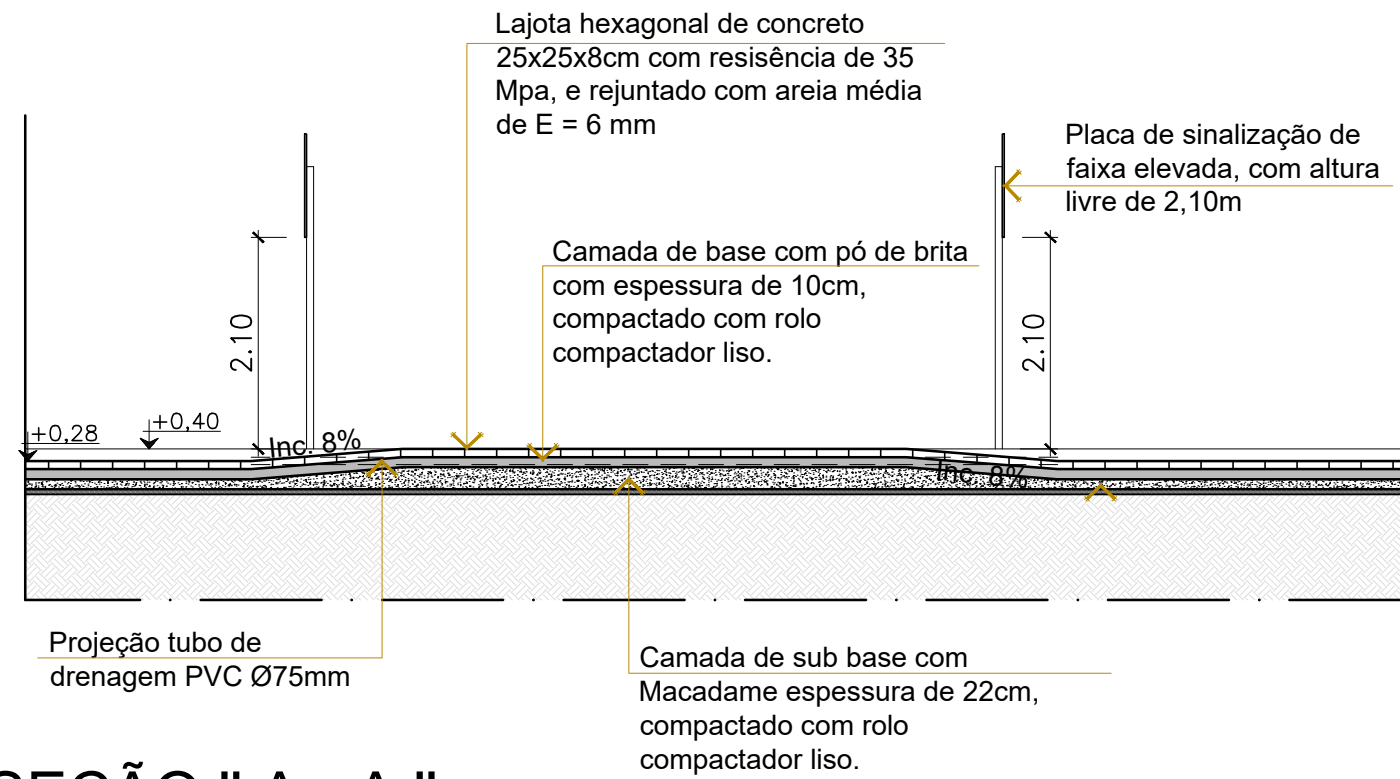 Lajota hexagonal de concreto
25x25x8cm com resisência de 35
Mpa, e rejuntado com areia média
de E = 6 mm
Placa de sinalização de
faixa elevada, com altura
livre de 2,10m
Camada de base com pó de brita
com espessura de 10cm,
compactado com rolo
compactador liso.
2.10
2.10
+0,28
+0,40
Inc. 8%
Inc. 8%
Projeção tubo de
drenagem PVC Ø75mm
Camada de sub base com
Macadame espessura de 22cm,
compactado com rolo
compactador liso.
SEÇÃO "A - A"